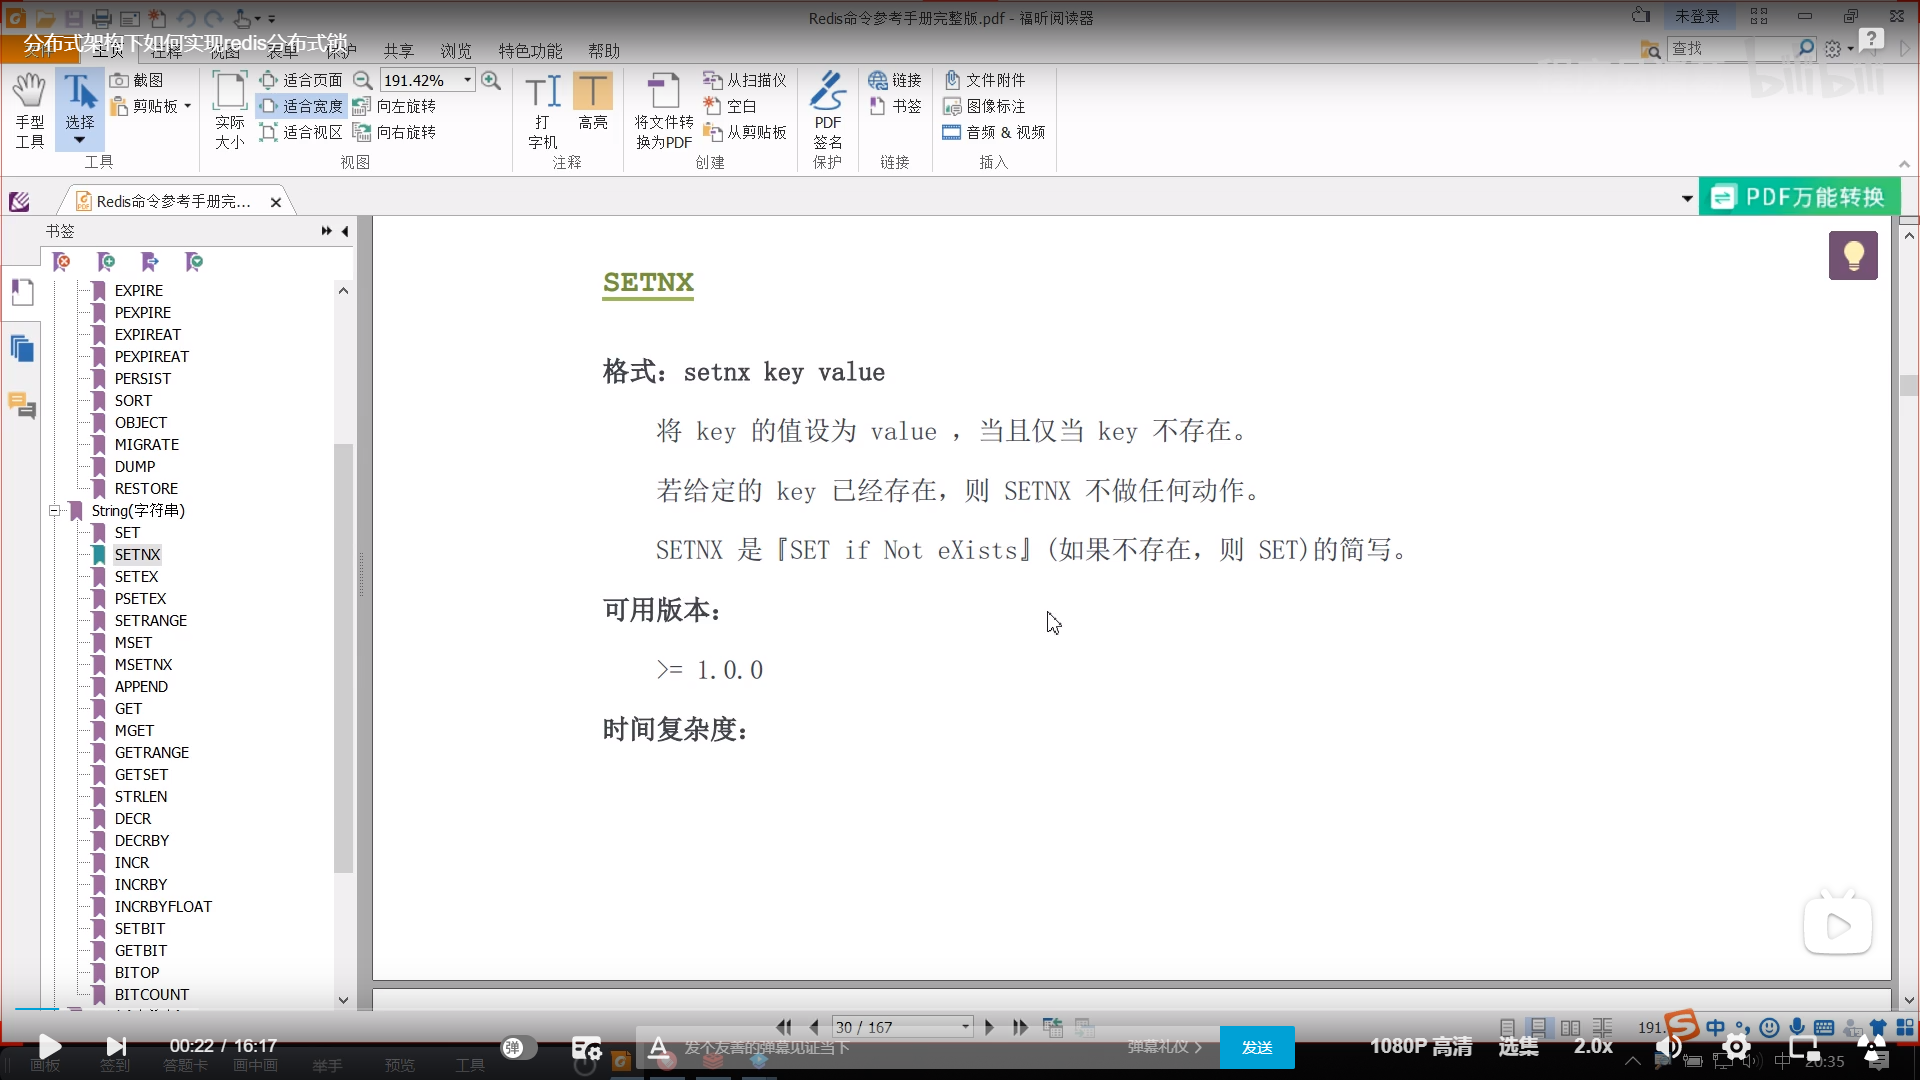 Redis命令参考手册完整版.pdf - 福昕阅读器
未登录
分布式架构下如何实现redis分布式锁
文件 主页 注释 视图 表单 保护 共享 浏览 特色功能 帮助
查找
bilibili
手型工具
选择
截图
剪贴板
工具
实际大小
适合页面
适合宽度
适合视区
191.42%
向左旋转
向右旋转
视图
打字机
高亮
注释
将文件转换为PDF
从扫描仪
空白
从剪贴板
创建
PDF签名
保护
链接
书签
链接
文件附件
图像标注
音频 & 视频
插入
Redis命令参考手册完...
PDF万能转换
书签
EXPIRE
PEXPIRE
EXPIREAT
PEXPIREAT
PERSIST
SORT
OBJECT
MIGRATE
DUMP
RESTORE
String(字符串)
SET
SETNX
SETEX
PSETEX
SETRANGE
MSET
MSETNX
APPEND
GET
MGET
GETRANGE
GETSET
STRLEN
DECR
DECRBY
INCR
INCRBY
INCRBYFLOAT
SETBIT
GETBIT
BITOP
BITCOUNT
SETNX
格式：setnx key value
将 key 的值设为 value ，当且仅当 key 不存在。
若给定的 key 已经存在，则 SETNX 不做任何动作。
SETNX 是『SET if Not eXists』(如果不存在，则 SET)的简写。
可用版本：
>= 1.0.0
时间复杂度：
30 / 167
191.
中
00:22 / 16:17
弹
发个友善的弹幕见证当下
弹幕礼仪
发送
1080P 高清
选集
2.0x
画板
签到
答题卡
画中画
举手
预览
工具
中
20:35